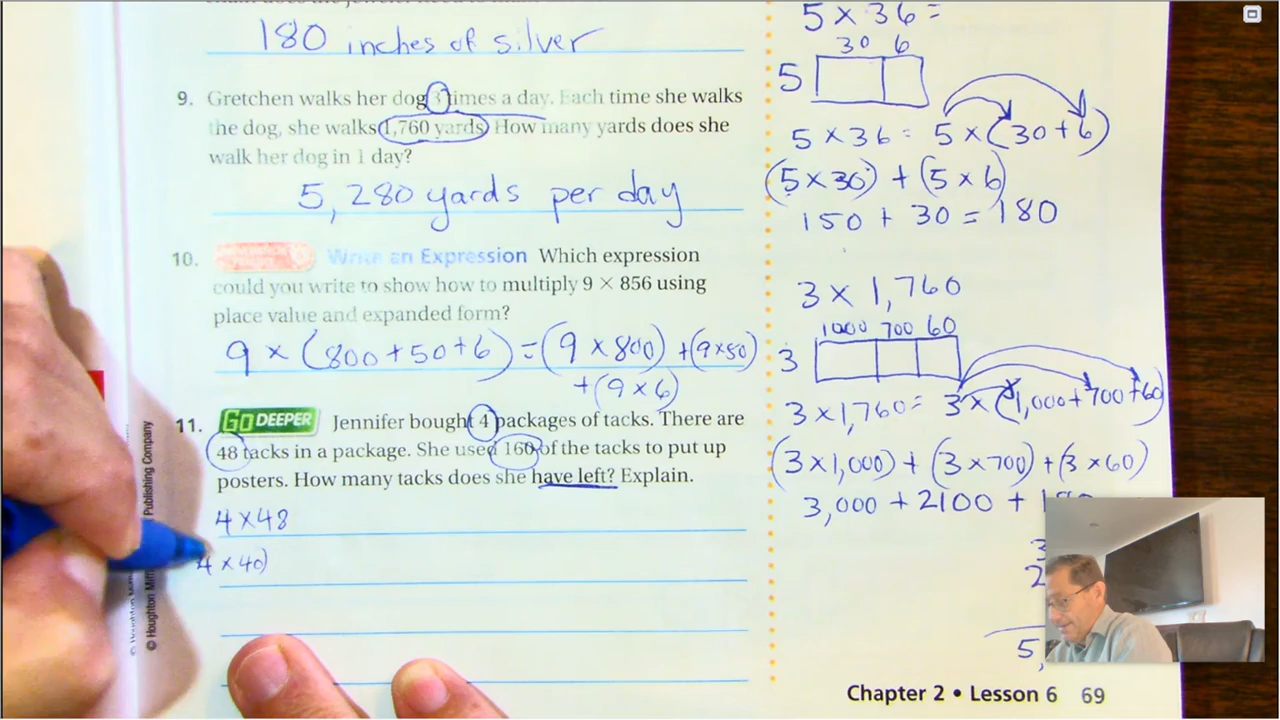 180 inches of silver
9. Gretchen walks her dog 3 times a day. Each time she walks
the dog, she walks 1,760 yards. How many yards does she
walk her dog in 1 day?
5,280 yards per day
10. Write an Expression Which expression
could you write to show how to multiply 9 × 856 using
place value and expanded form?
9 × (800+50+6) = (9 × 800) + (9×50)
+ (9 × 6)
11. Go DEEPER Jennifer bought 4 packages of tacks. There are
48 tacks in a package. She used 160 of the tacks to put up
posters. How many tacks does she have left? Explain.
4 × 48
4 × 40)
5 × 36 =
30 6
5
5 × 36 = 5 × (30 + 6)
(5 × 30) + (5 × 6)
150 + 30 = 180
3 × 1,760
1000 700 60
3
3 × 1,760 = 3 × (1,000 + 700 + 60)
(3 × 1,000) + (3 × 700) + (3 × 60)
3,000 + 2100 +
5,
© Houghton Mifflin Publishing Company
Chapter 2 • Lesson 6 69